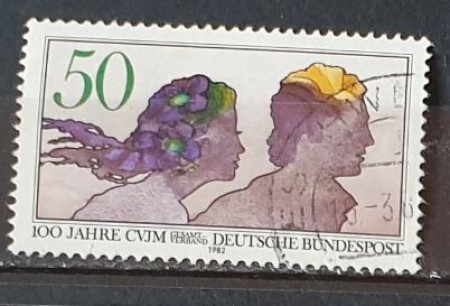 50
100 JAHRE CVJM GESAMT VERBAND DEUTSCHE BUNDESPOST
1982